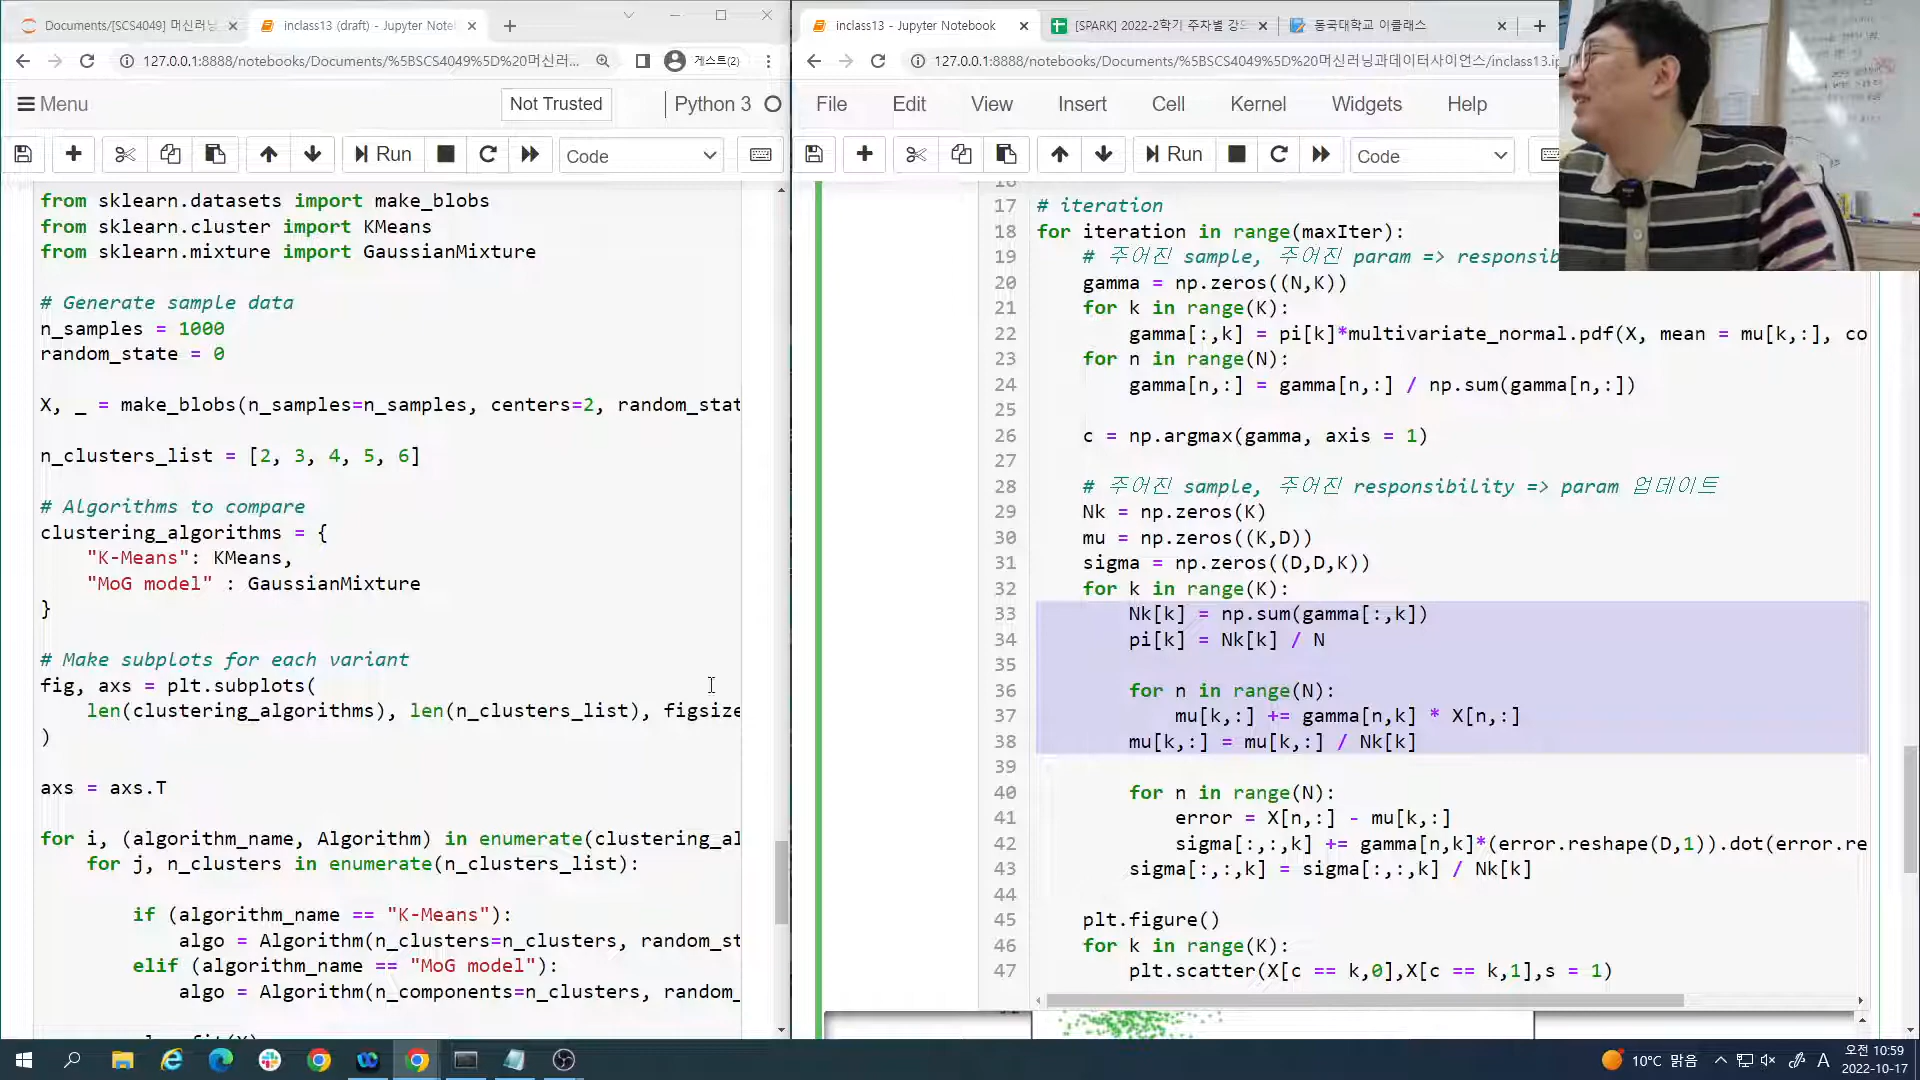 Documents/[SCS4049] 머신러닝
inclass13 (draft) - Jupyter Notebook
127.0.0.1:8888/notebooks/Documents/%5BSCS4049%5D%20머신러...
게스트(2)
Menu
Not Trusted
Python 3
Run
Code
from sklearn.datasets import make_blobs
from sklearn.cluster import KMeans
from sklearn.mixture import GaussianMixture
# Generate sample data
n_samples = 1000
random_state = 0
X, _ = make_blobs(n_samples=n_samples, centers=2, random_stat
n_clusters_list = [2, 3, 4, 5, 6]
# Algorithms to compare
clustering_algorithms = {
"K-Means": KMeans,
"MoG model" : GaussianMixture
}
# Make subplots for each variant
fig, axs = plt.subplots(
len(clustering_algorithms), len(n_clusters_list), figsize
)
axs = axs.T
for i, (algorithm_name, Algorithm) in enumerate(clustering_al
for j, n_clusters in enumerate(n_clusters_list):
if (algorithm_name == "K-Means"):
algo = Algorithm(n_clusters=n_clusters, random_st
elif (algorithm_name == "MoG model"):
algo = Algorithm(n_components=n_clusters, random_
inclass13 - Jupyter Notebook
[SPARK] 2022-2학기 주차별 강의
동국대학교 이클래스
127.0.0.1:8888/notebooks/Documents/%5BSCS4049%5D%20머신러닝과데이터사이언스/inclass13.ip
File Edit View Insert Cell Kernel Widgets Help
Run
Code
16
17 # iteration
18 for iteration in range(maxIter):
19 # 주어진 sample, 주어진 param => responsib
20 gamma = np.zeros((N,K))
21 for k in range(K):
22 gamma[:,k] = pi[k]*multivariate_normal.pdf(X, mean = mu[k,:], co
23 for n in range(N):
24 gamma[n,:] = gamma[n,:] / np.sum(gamma[n,:])
25
26 c = np.argmax(gamma, axis = 1)
27
28 # 주어진 sample, 주어진 responsibility => param 업데이트
29 Nk = np.zeros(K)
30 mu = np.zeros((K,D))
31 sigma = np.zeros((D,D,K))
32 for k in range(K):
33 Nk[k] = np.sum(gamma[:,k])
34 pi[k] = Nk[k] / N
35
36 for n in range(N):
37 mu[k,:] += gamma[n,k] * X[n,:]
38 mu[k,:] = mu[k,:] / Nk[k]
39
40 for n in range(N):
41 error = X[n,:] - mu[k,:]
42 sigma[:,:,k] += gamma[n,k]*(error.reshape(D,1)).dot(error.re
43 sigma[:,:,k] = sigma[:,:,k] / Nk[k]
44
45 plt.figure()
46 for k in range(K):
47 plt.scatter(X[c == k,0],X[c == k,1],s = 1)
10°C 맑음
A
오전 10:59
2022-10-17